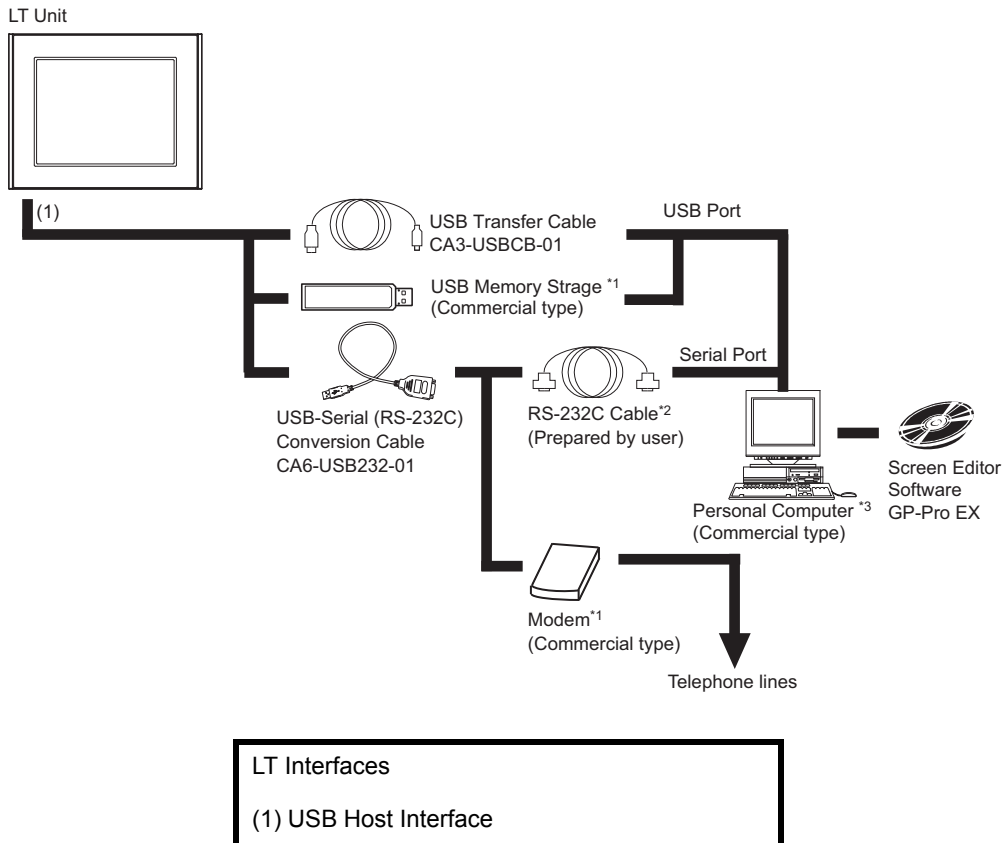 LT Unit
(1)
USB Transfer Cable
CA3-USBCB-01
USB Port
USB Memory Strage *1
(Commercial type)
Serial Port
USB-Serial (RS-232C)
Conversion Cable
CA6-USB232-01
RS-232C Cable*2
(Prepared by user)
Personal Computer *3
(Commercial type)
Screen Editor
Software
GP-Pro EX
Modem*1
(Commercial type)
Telephone lines
LT Interfaces
(1) USB Host Interface